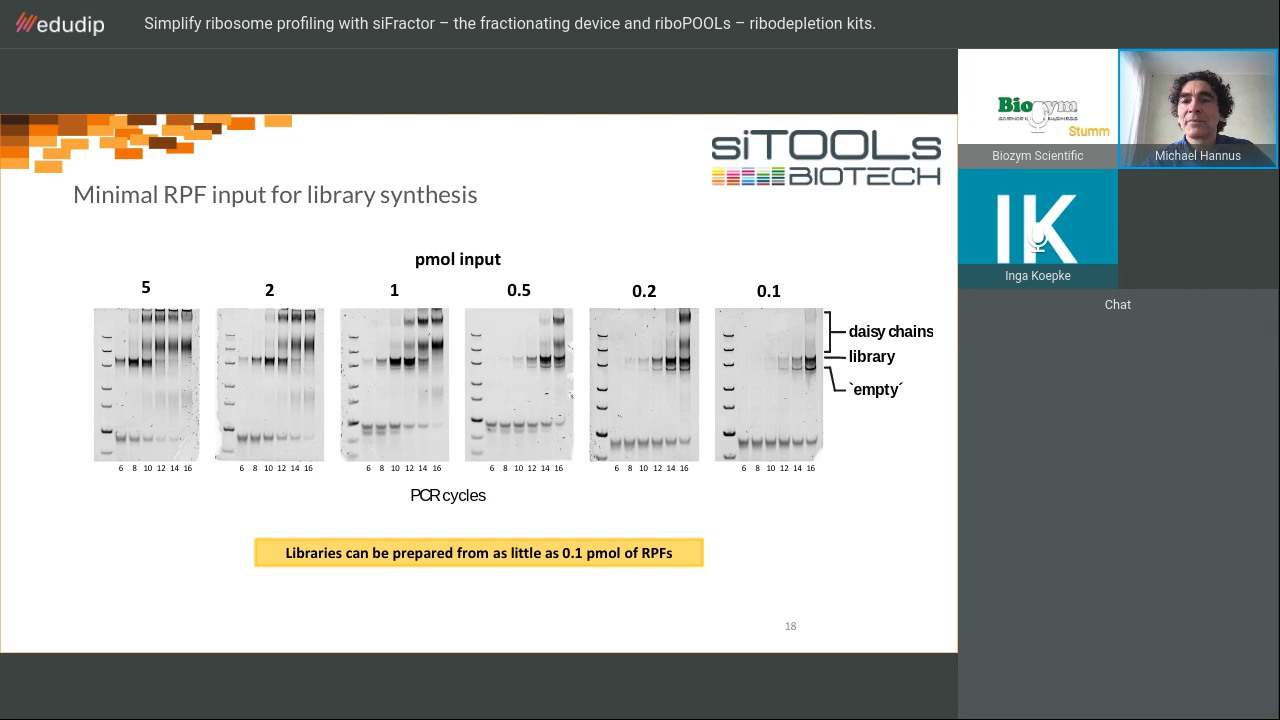 edudip
Simplify ribosome profiling with siFractor – the fractionating device and riboPOOLs – ribodepletion kits.
siTOOLs
BIOTECH
Minimal RPF input for library synthesis
pmol input
5 2 1 0.5 0.2 0.1
daisy chains
library
`empty´
6 8 10 12 14 16 6 8 10 12 14 16 6 8 10 12 14 16 6 8 10 12 14 16 6 8 10 12 14 16 6 8 10 12 14 16
PCR cycles
Libraries can be prepared from as little as 0.1 pmol of RPFs
18
Biozym
Stumm
Biozym Scientific
Michael Hannus
IK
Inga Koepke
Chat